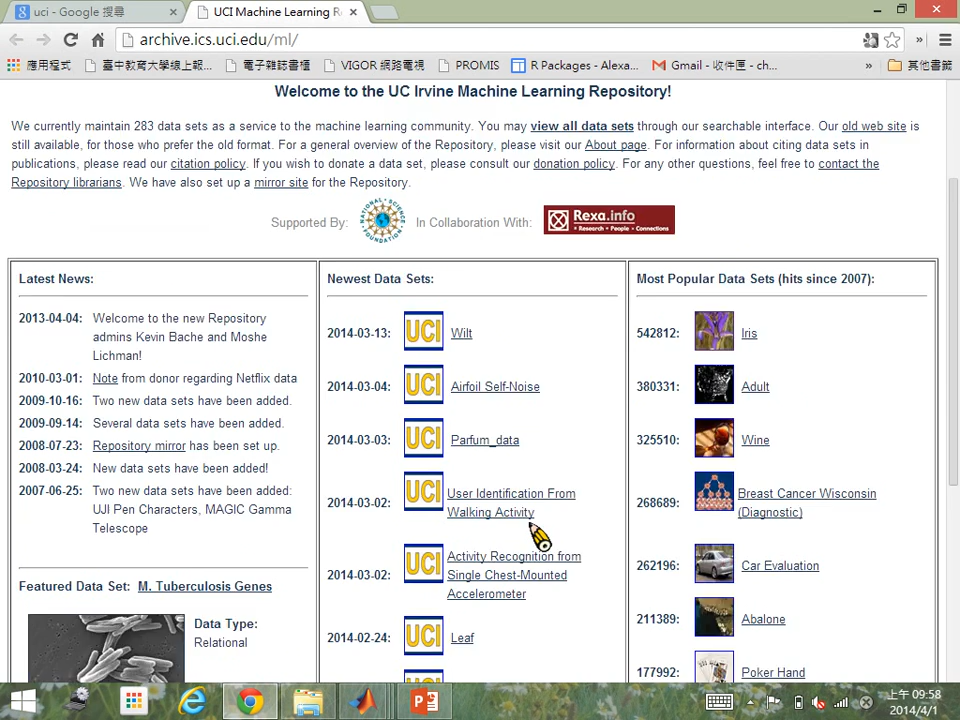 uci - Google 搜尋
UCI Machine Learning R
archive.ics.uci.edu/ml/
應用程式 臺中教育大學線上報... 電子雜誌書櫃 VIGOR 網路電視 PROMIS R Packages - Alexa... Gmail - 收件匣 - ch... » 其他書籤
Welcome to the UC Irvine Machine Learning Repository!
We currently maintain 283 data sets as a service to the machine learning community. You may view all data sets through our searchable interface. Our old web site is
still available, for those who prefer the old format. For a general overview of the Repository, please visit our About page. For information about citing data sets in
publications, please read our citation policy. If you wish to donate a data set, please consult our donation policy. For any other questions, feel free to contact the
Repository librarians. We have also set up a mirror site for the Repository.
Supported By: NATIONAL SCIENCE FOUNDATION In Collaboration With: Rexa.info
Research • People • Connections
Latest News:
2013-04-04: Welcome to the new Repository
admins Kevin Bache and Moshe
Lichman!
2010-03-01: Note from donor regarding Netflix data
2009-10-16: Two new data sets have been added.
2009-09-14: Several data sets have been added.
2008-07-23: Repository mirror has been set up.
2008-03-24: New data sets have been added!
2007-06-25: Two new data sets have been added:
UJI Pen Characters, MAGIC Gamma
Telescope
Featured Data Set: M. Tuberculosis Genes
Data Type:
Relational
Newest Data Sets:
2014-03-13: UCI Wilt
2014-03-04: UCI Airfoil Self-Noise
2014-03-03: UCI Parfum_data
2014-03-02: UCI User Identification From
Walking Activity
2014-03-02: UCI Activity Recognition from
Single Chest-Mounted
Accelerometer
2014-02-24: UCI Leaf
UCI
Most Popular Data Sets (hits since 2007):
542812: Iris
380331: Adult
325510: Wine
268689: Breast Cancer Wisconsin
(Diagnostic)
262196: Car Evaluation
211389: Abalone
177992: Poker Hand
上午 09:58
2014/4/1